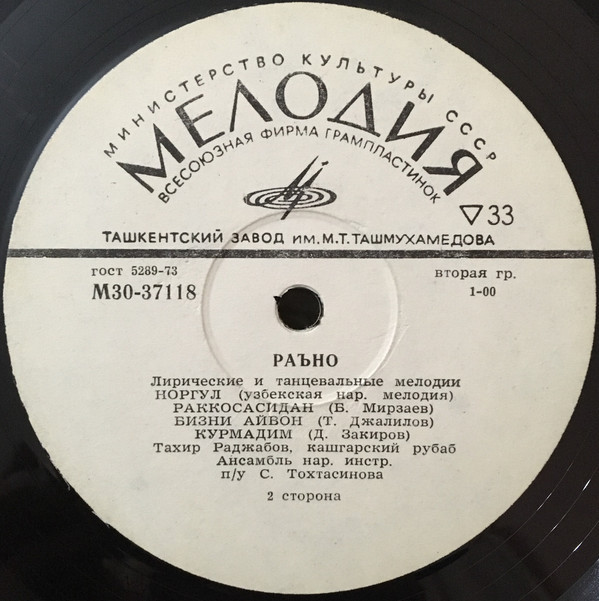 МИНИСТЕРСТВО КУЛЬТУРЫ СССР
МЕЛОДИЯ
ВСЕСОЮЗНАЯ ФИРМА ГРАМПЛАСТИНОК
▽33
ТАШКЕНТСКИЙ ЗАВОД ИМ. М.Т. ТАШМУХАМЕДОВА
гост 5289-73
вторая гр.
М30-37118
1-00
РАЪНО
Лирические и танцевальные мелодии
НОРГУЛ (узбекская нар. мелодия)
РАККОСАСИДАН (Б. Мирзаев)
БИЗНИ АЙВОН (Т. Джалилов)
КУРМАДИМ (Д. Закиров)
Тахир Раджабов, кашгарский рубаб
Ансамбль нар. инстр.
п/у С. Тохтасинова
2 сторона